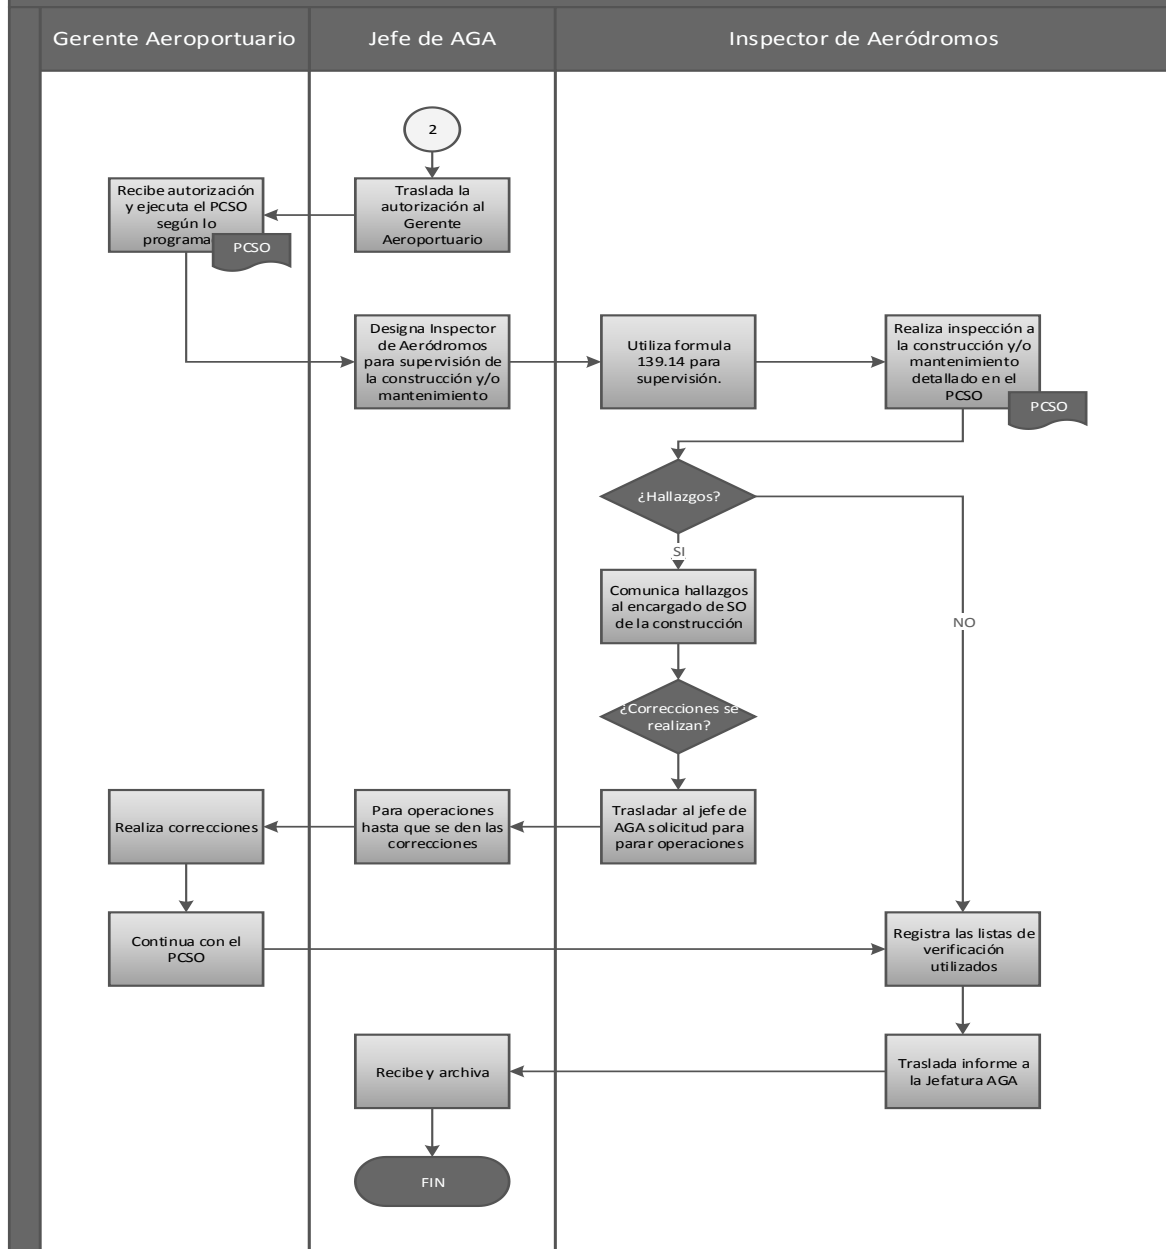 Gerente Aeroportuario
Jefe de AGA
Inspector de Aeródromos
2
Recibe autorización
y ejecuta el PCSO
según lo
programa
PCSO
Traslada la
autorización al
Gerente
Aeroportuario
Designa Inspector
de Aeródromos
para supervisión de
la construcción y/o
mantenimiento
Utiliza formula
139.14 para
supervisión.
Realiza inspección a
la construcción y/o
mantenimiento
detallado en el
PCSO
PCSO
¿Hallazgos?
SI
Comunica hallazgos
al encargado de SO
de la construcción
NO
¿Correcciones se
realizan?
Realiza correcciones
Para operaciones
hasta que se den las
correcciones
Trasladar al jefe de
AGA solicitud para
parar operaciones
Continua con el
PCSO
Registra las listas de
verificación
utilizados
Recibe y archiva
Traslada informe a
la Jefatura AGA
FIN